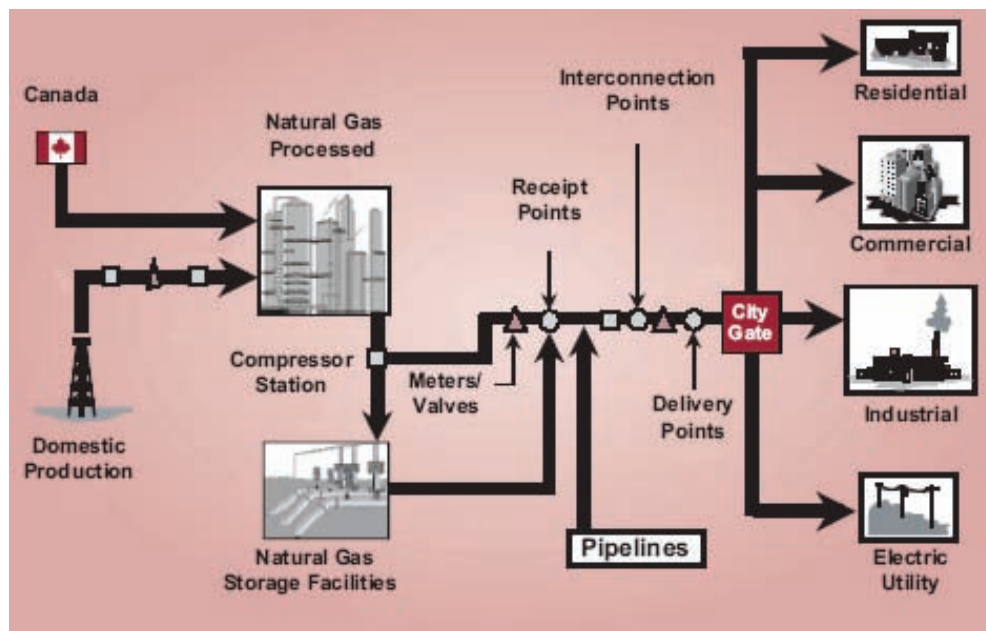 Canada
Natural Gas
Processed
Interconnection
Points
Residential
Receipt
Points
Commercial
City
Gate
Compressor
Station
Meters/
Valves
Delivery
Points
Industrial
Domestic
Production
Pipelines
Natural Gas
Storage Facilities
Electric
Utility